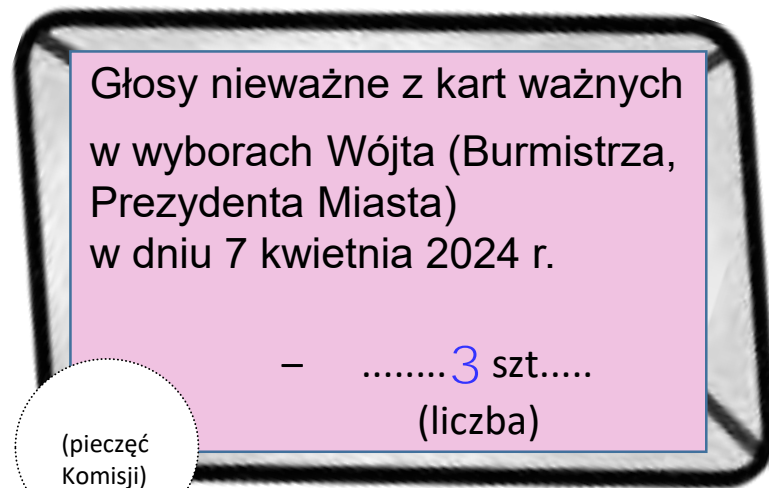 Głosy nieważne z kart ważnych
w wyborach Wójta (Burmistrza,
Prezydenta Miasta)
w dniu 7 kwietnia 2024 r.
– ........3 szt.....
(liczba)
(pieczęć
Komisji)